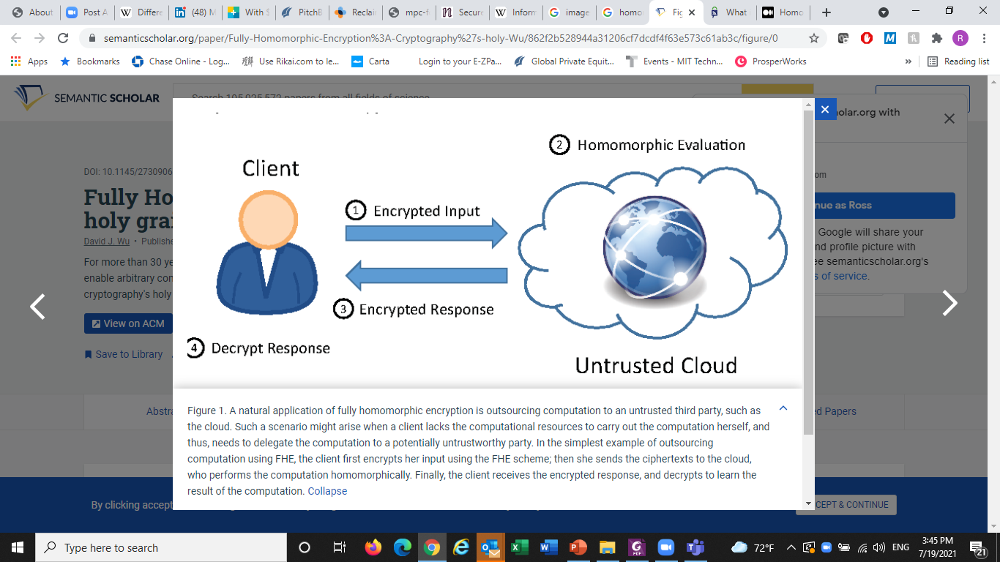 About
Post A
Differe
(48) M
With S
PitchB
Reclai
mpc-f
Secure
Inform
image
homo
Fig
What
Homo
semanticscholar.org/paper/Fully-Homomorphic-Encryption%3A-Cryptography%27s-holy-Wu/862f2b528944a31206cf7dcdf4f63e573c61ab3c/figure/0
R
Apps Bookmarks Chase Online - Log... Use Rikai.com to le... Carta Login to your E-ZPa... Global Private Equit... Events - MIT Techn... ProsperWorks » Reading list
SEMANTIC SCHOLAR
Search 195,025,572 papers from all fields of science
olar.org with
DOI: 10.1145/2730906
Fully Ho
holy gra
David J. Wu • Publishe
For more than 30 ye
enable arbitrary con
cryptography's holy
View on ACM
Save to Library
om
nue as Ross
Google will share your
nd profile picture with
ee semanticscholar.org's
s of service.
2 Homomorphic Evaluation
Client
1 Encrypted Input
3 Encrypted Response
4 Decrypt Response
Untrusted Cloud
Figure 1. A natural application of fully homomorphic encryption is outsourcing computation to an untrusted third party, such as
the cloud. Such a scenario might arise when a client lacks the computational resources to carry out the computation herself, and
thus, needs to delegate the computation to a potentially untrustworthy party. In the simplest example of outsourcing
computation using FHE, the client first encrypts her input using the FHE scheme; then she sends the ciphertexts to the cloud,
who performs the computation homomorphically. Finally, the client receives the encrypted response, and decrypts to learn the
result of the computation. Collapse
Abstra
ed Papers
By clicking accept
CEPT & CONTINUE
Type here to search
72°F
ENG
3:45 PM
7/19/2021
21